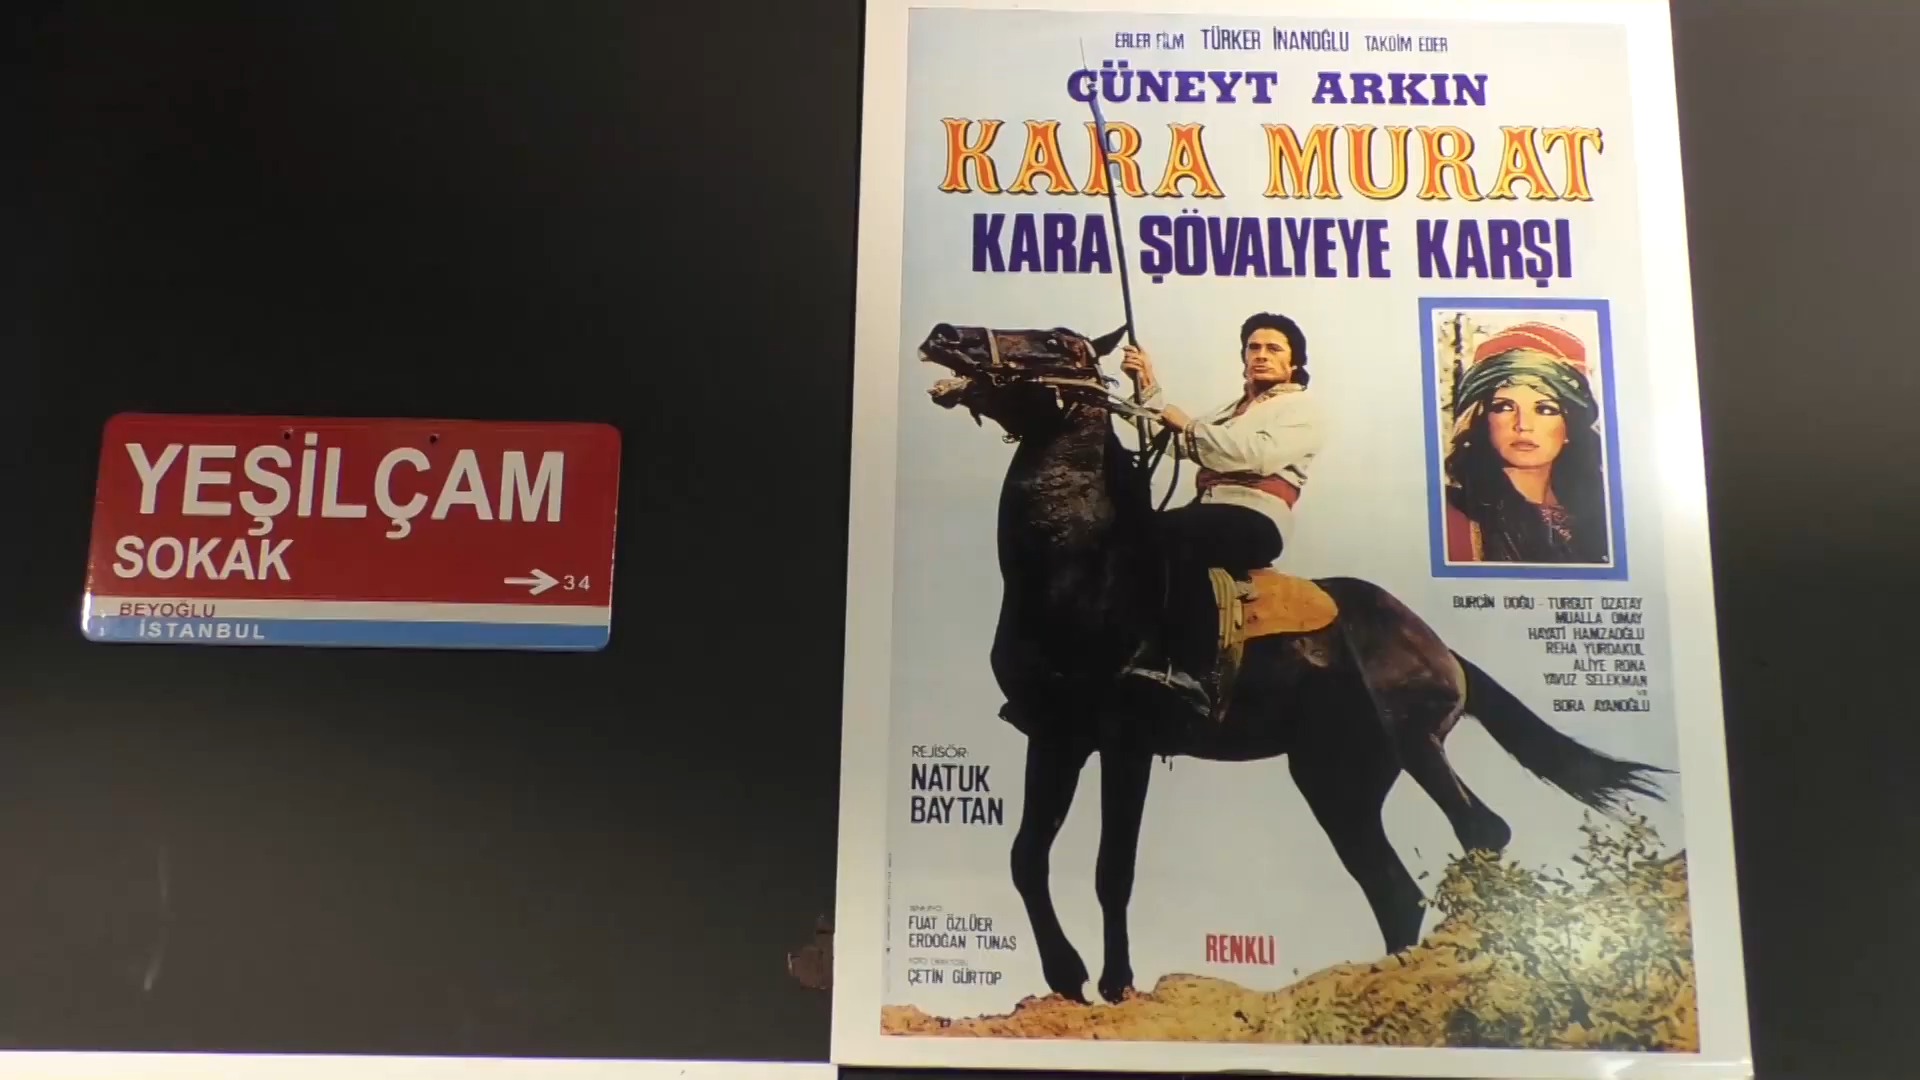 YEŞİLÇAM
SOKAK
34
BEYOĞLU
İSTANBUL
ERLER FİLM TÜRKER İNANOĞLU TAKDİM EDER
CÜNEYT ARKIN
KARA MURAT
KARA ŞÖVALYEYE KARŞI
BURÇİN DOĞU - TURGUT ÖZATAY
MUALLA OMAY
HAYATİ HAMZAOĞLU
REHA YURDAKUL
ALİYE RONA
YAVUZ SELEKMAN
VE
BORA AYANOĞLU
REJİSÖR
NATUK
BAYTAN
FUAT ÖZLÜER
ERDOĞAN TÜNAŞ
ÇETİN GÜRTOP
RENKLİ